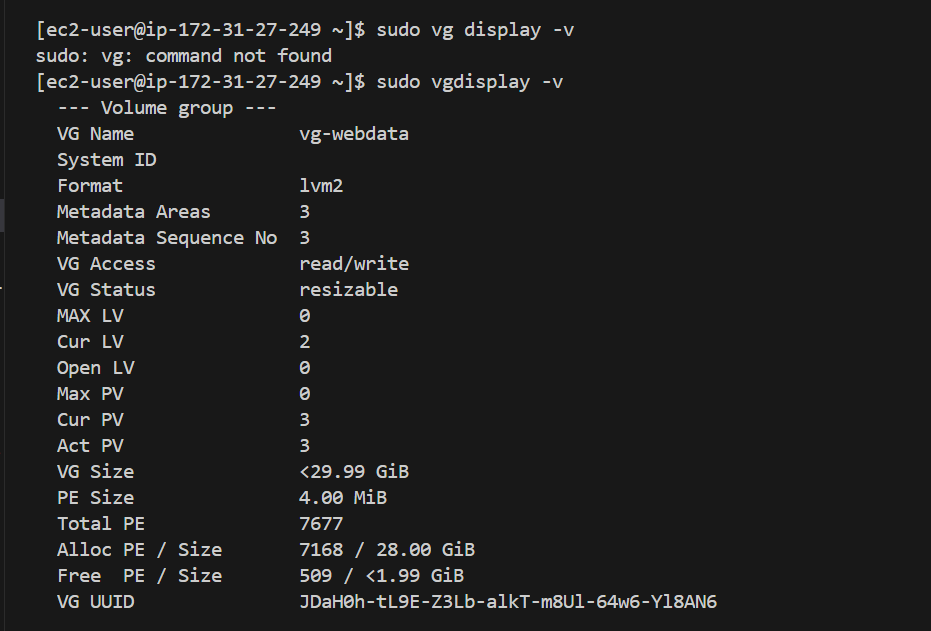 [ec2-user@ip-172-31-27-249 ~]$ sudo vg display -v
sudo: vg: command not found
[ec2-user@ip-172-31-27-249 ~]$ sudo vgdisplay -v
--- Volume group ---
VG Name vg-webdata
System ID
Format lvm2
Metadata Areas 3
Metadata Sequence No 3
VG Access read/write
VG Status resizable
MAX LV 0
Cur LV 2
Open LV 0
Max PV 0
Cur PV 3
Act PV 3
VG Size <29.99 GiB
PE Size 4.00 MiB
Total PE 7677
Alloc PE / Size 7168 / 28.00 GiB
Free  PE / Size 509 / <1.99 GiB
VG UUID JDaH0h-tL9E-Z3Lb-alkT-m8Ul-64w6-Yl8AN6